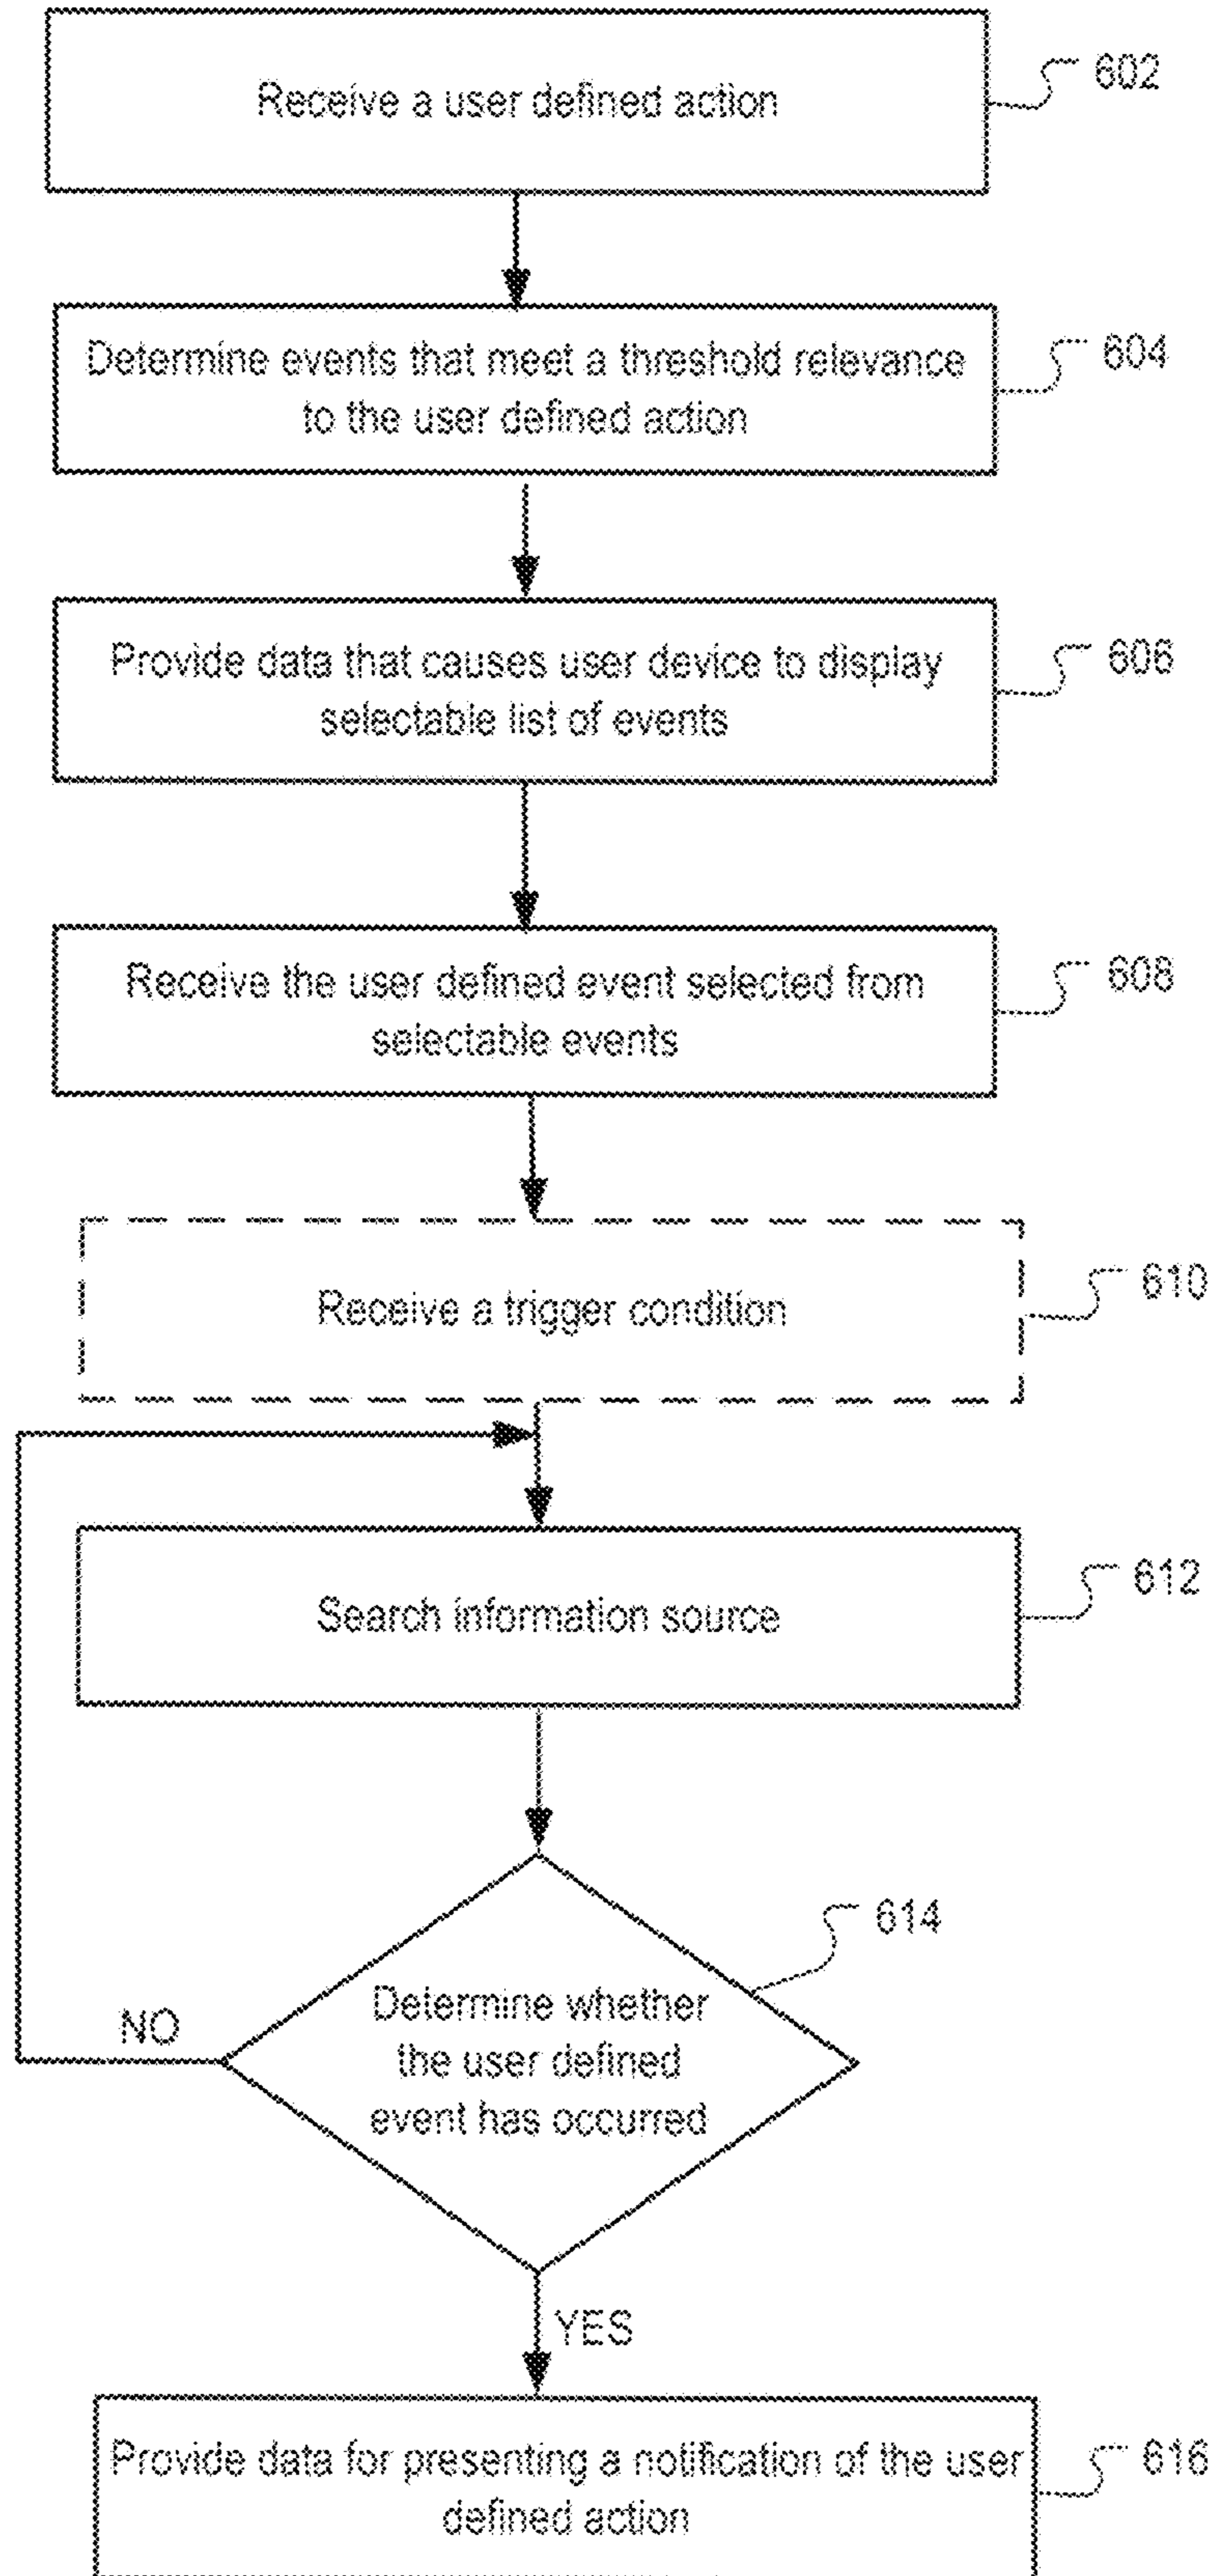 Receive a user defined action
602
Determine events that meet a threshold relevance
to the user defined action
604
Provide data that causes user device to display
selectable list of events
606
Receive the user defined event selected from
selectable events
608
Receive a trigger condition
610
Search information source
612
614
Determine whether
the user defined
event has occurred
NO
YES
Provide data for presenting a notification of the user
defined action
616